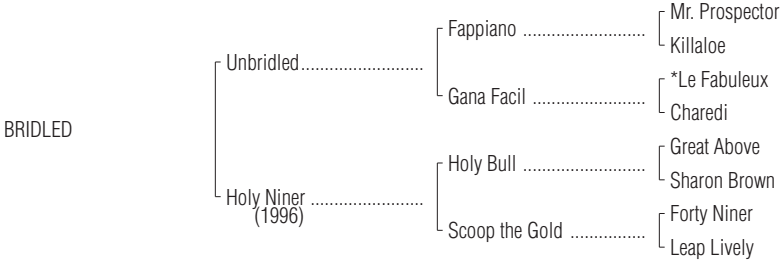 Mr. Prospector
Fappiano ..........................
Killaloe
Unbridled..........................
*Le Fabuleux
Gana Facil ........................
Charedi
BRIDLED
Great Above
Holy Bull ..........................
Sharon Brown
Holy Niner ........................
(1996)
Forty Niner
Scoop the Gold ................
Leap Lively